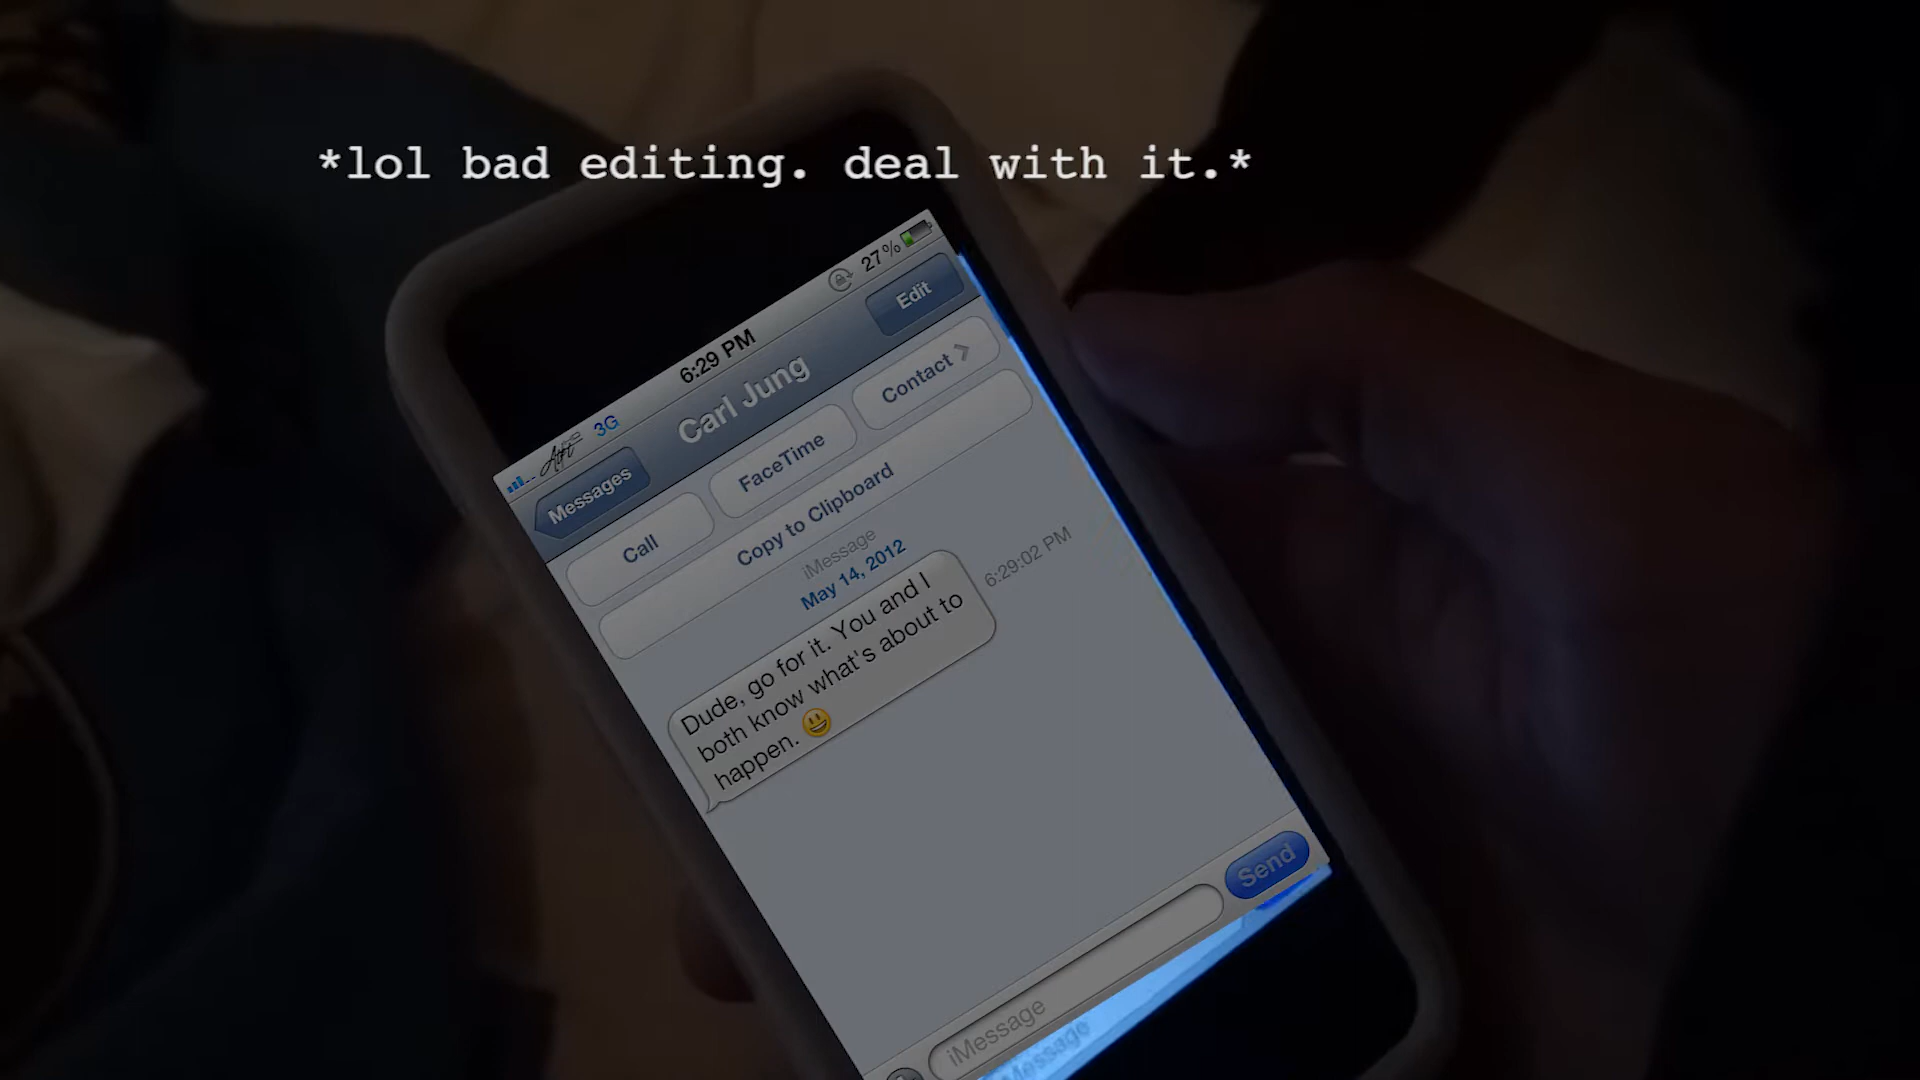 *lol bad editing. deal with it.*
3G
6:29 PM
27%
Messages
Carl Jung
Edit
Call
FaceTime
Contact
Copy to Clipboard
iMessage
May 14, 2012
Dude, go for it. You and I
both know what's about to
happen.
6:29:02 PM
iMessage
Send
Message